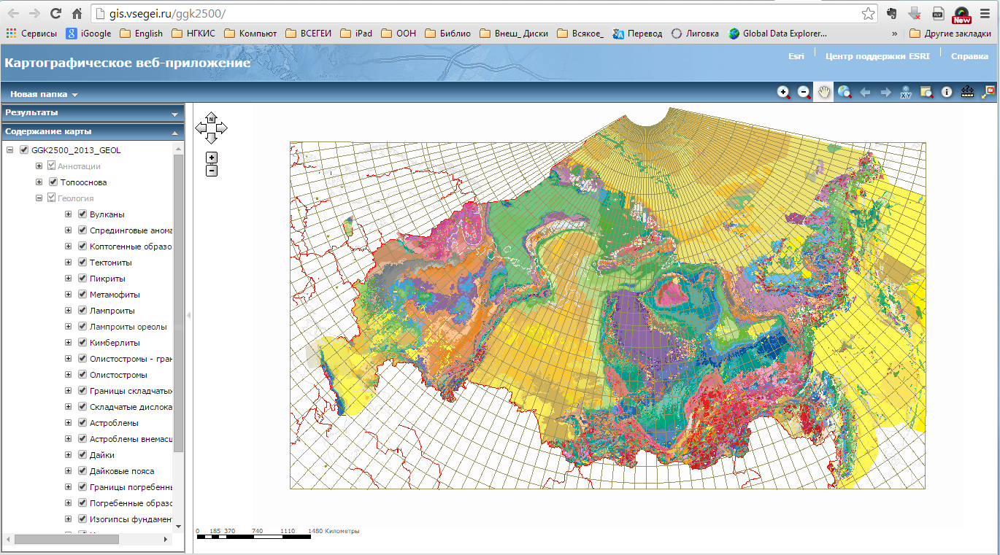 gis.vsegei.ru/ggk2500/
New
Сервисы iGoogle English НГКИС Компьют ВСЕГЕИ iPad ООН Библио Внеш_ Диски Всякое_ Перевод Лиговка Global Data Explorer... » Другие закладки
Картографическое веб-приложение
Esri Центр поддержки ESRI Справка
Новая папка
XY
Результаты
Содержание карты
N
GGK2500_2013_GEOL
Аннотации
Топооснова
Геология
Вулканы
Спрединговые анома
Коптогенные образо
Тектониты
Пикриты
Метамофиты
Лампроиты
Лампроиты ореолы
Кимберлиты
Олистостромы - гран
Олистостромы
Границы складчатых
Складчатые дислока
Астроблемы
Астроблемы внемасш
Дайки
Дайковые пояса
Границы погребенны
Погребенные образо
Изогипсы фундамен
0 185 370 740 1110 1480 Километры